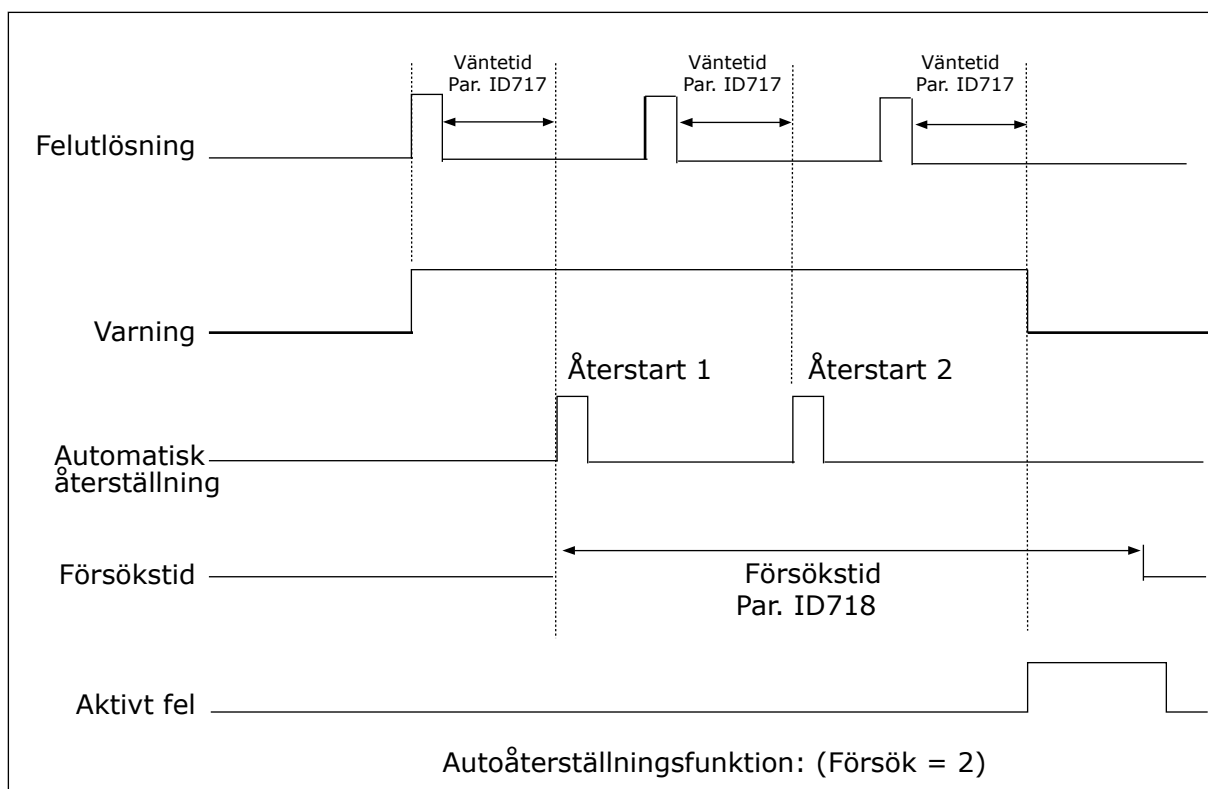 Väntetid
Par. ID717
Väntetid
Par. ID717
Väntetid
Par. ID717
Felutlösning
Varning
Återstart 1
Återstart 2
Automatisk
återställning
Försökstid
Försökstid
Par. ID718
Aktivt fel
Autoåterställningsfunktion: (Försök = 2)